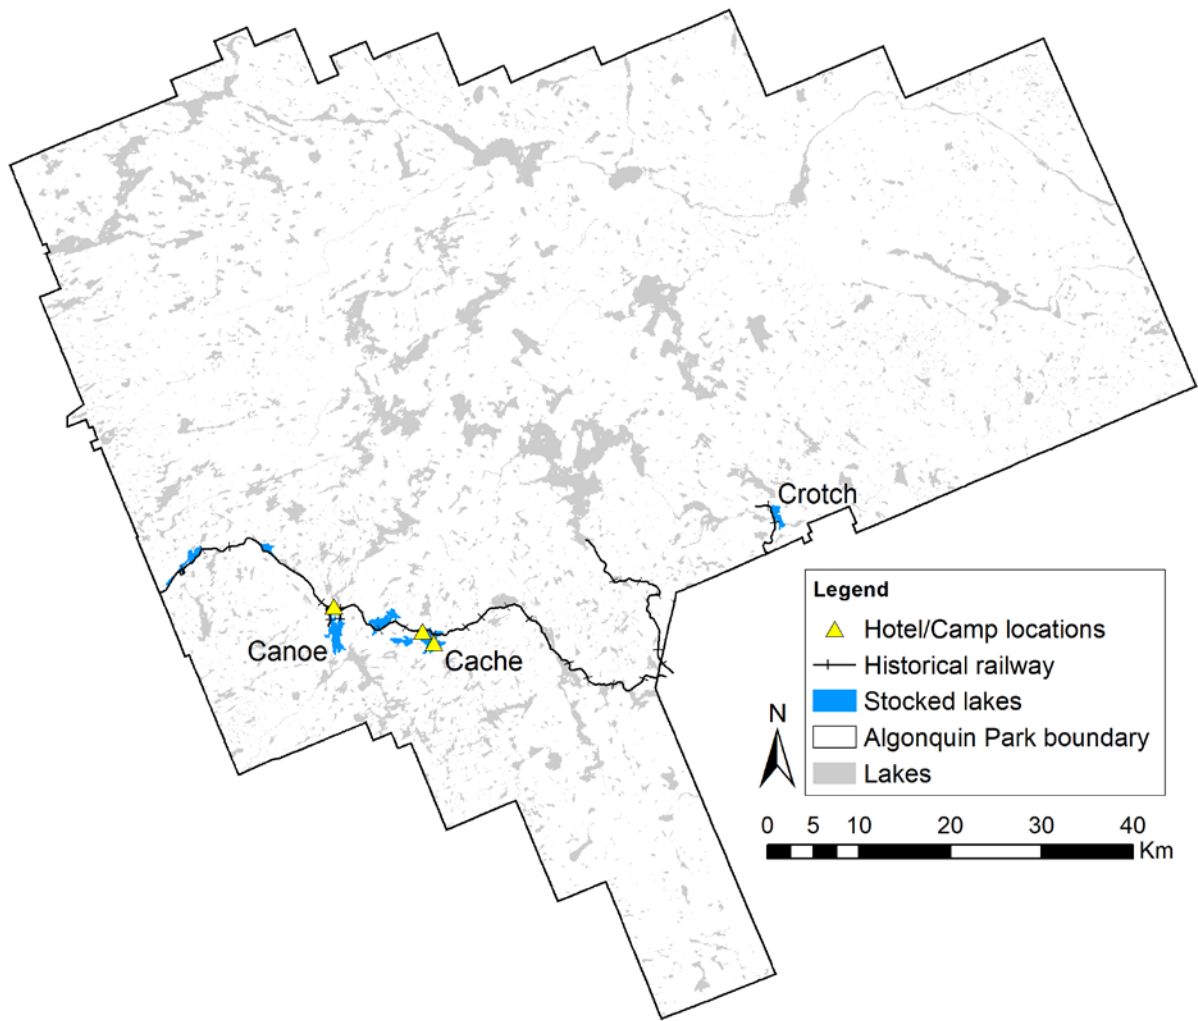 Crotch
Canoe
Cache
Legend
Hotel/Camp locations
Historical railway
Stocked lakes
Algonquin Park boundary
Lakes
N
0 5 10 20 30 40
Km